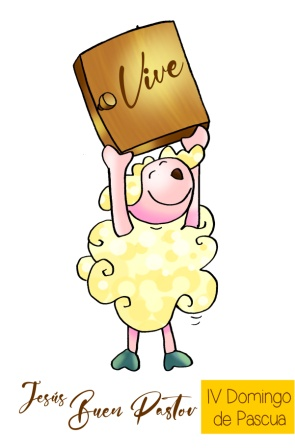 Vive
Jesús Buen Pastor
IV Domingo
de Pascua